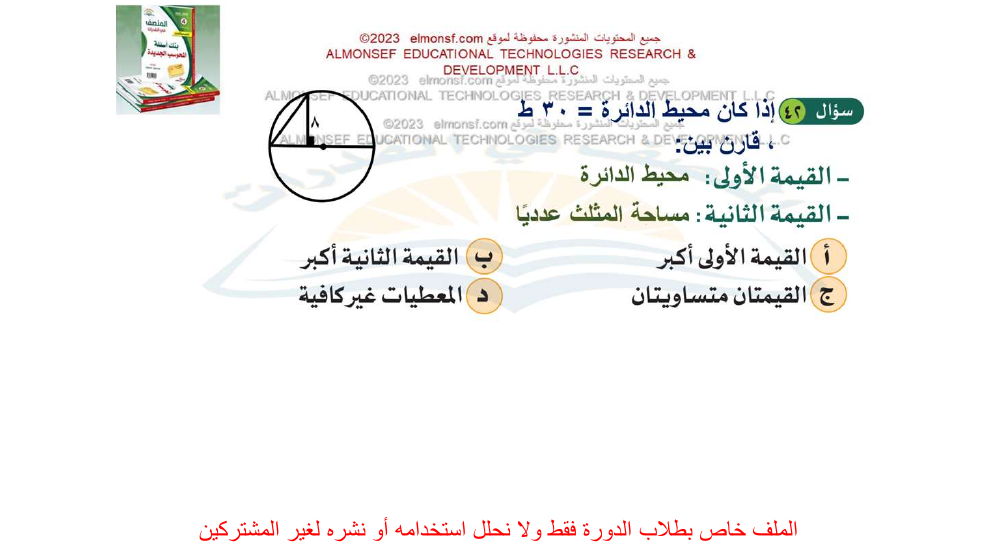 المنصف
بنك أسئلة
المحوسب الجديدة
جميع المحتويات المنشورة محفوظة لموقع elmonsf.com ©2023
ALMONSEF EDUCATIONAL TECHNOLOGIES RESEARCH &
DEVELOPMENT L.L.C
جميع المحتويات المنشورة محفوظة لموقع elmonsf.com ©2023
ALMONSEF EDUCATIONAL TECHNOLOGIES RESEARCH & DEVELOPMENT L.L.C
سؤال ٤٢ إذا كان محيط الدائرة = ٣٠ ط
٨
جميع المحتويات المنشورة محفوظة لموقع elmonsf.com ©2023
ALMONSEF EDUCATIONAL TECHNOLOGIES RESEARCH & DEVELOPMENT L.L.C
، قارن بين:
- القيمة الأولى: محيط الدائرة
- القيمة الثانية: مساحة المثلث عدديًا
أ القيمة الأولى أكبر ب القيمة الثانية أكبر
ج القيمتان متساويتان د المعطيات غير كافية
الملف خاص بطلاب الدورة فقط ولا نحلل استخدامه أو نشره لغير المشتركين